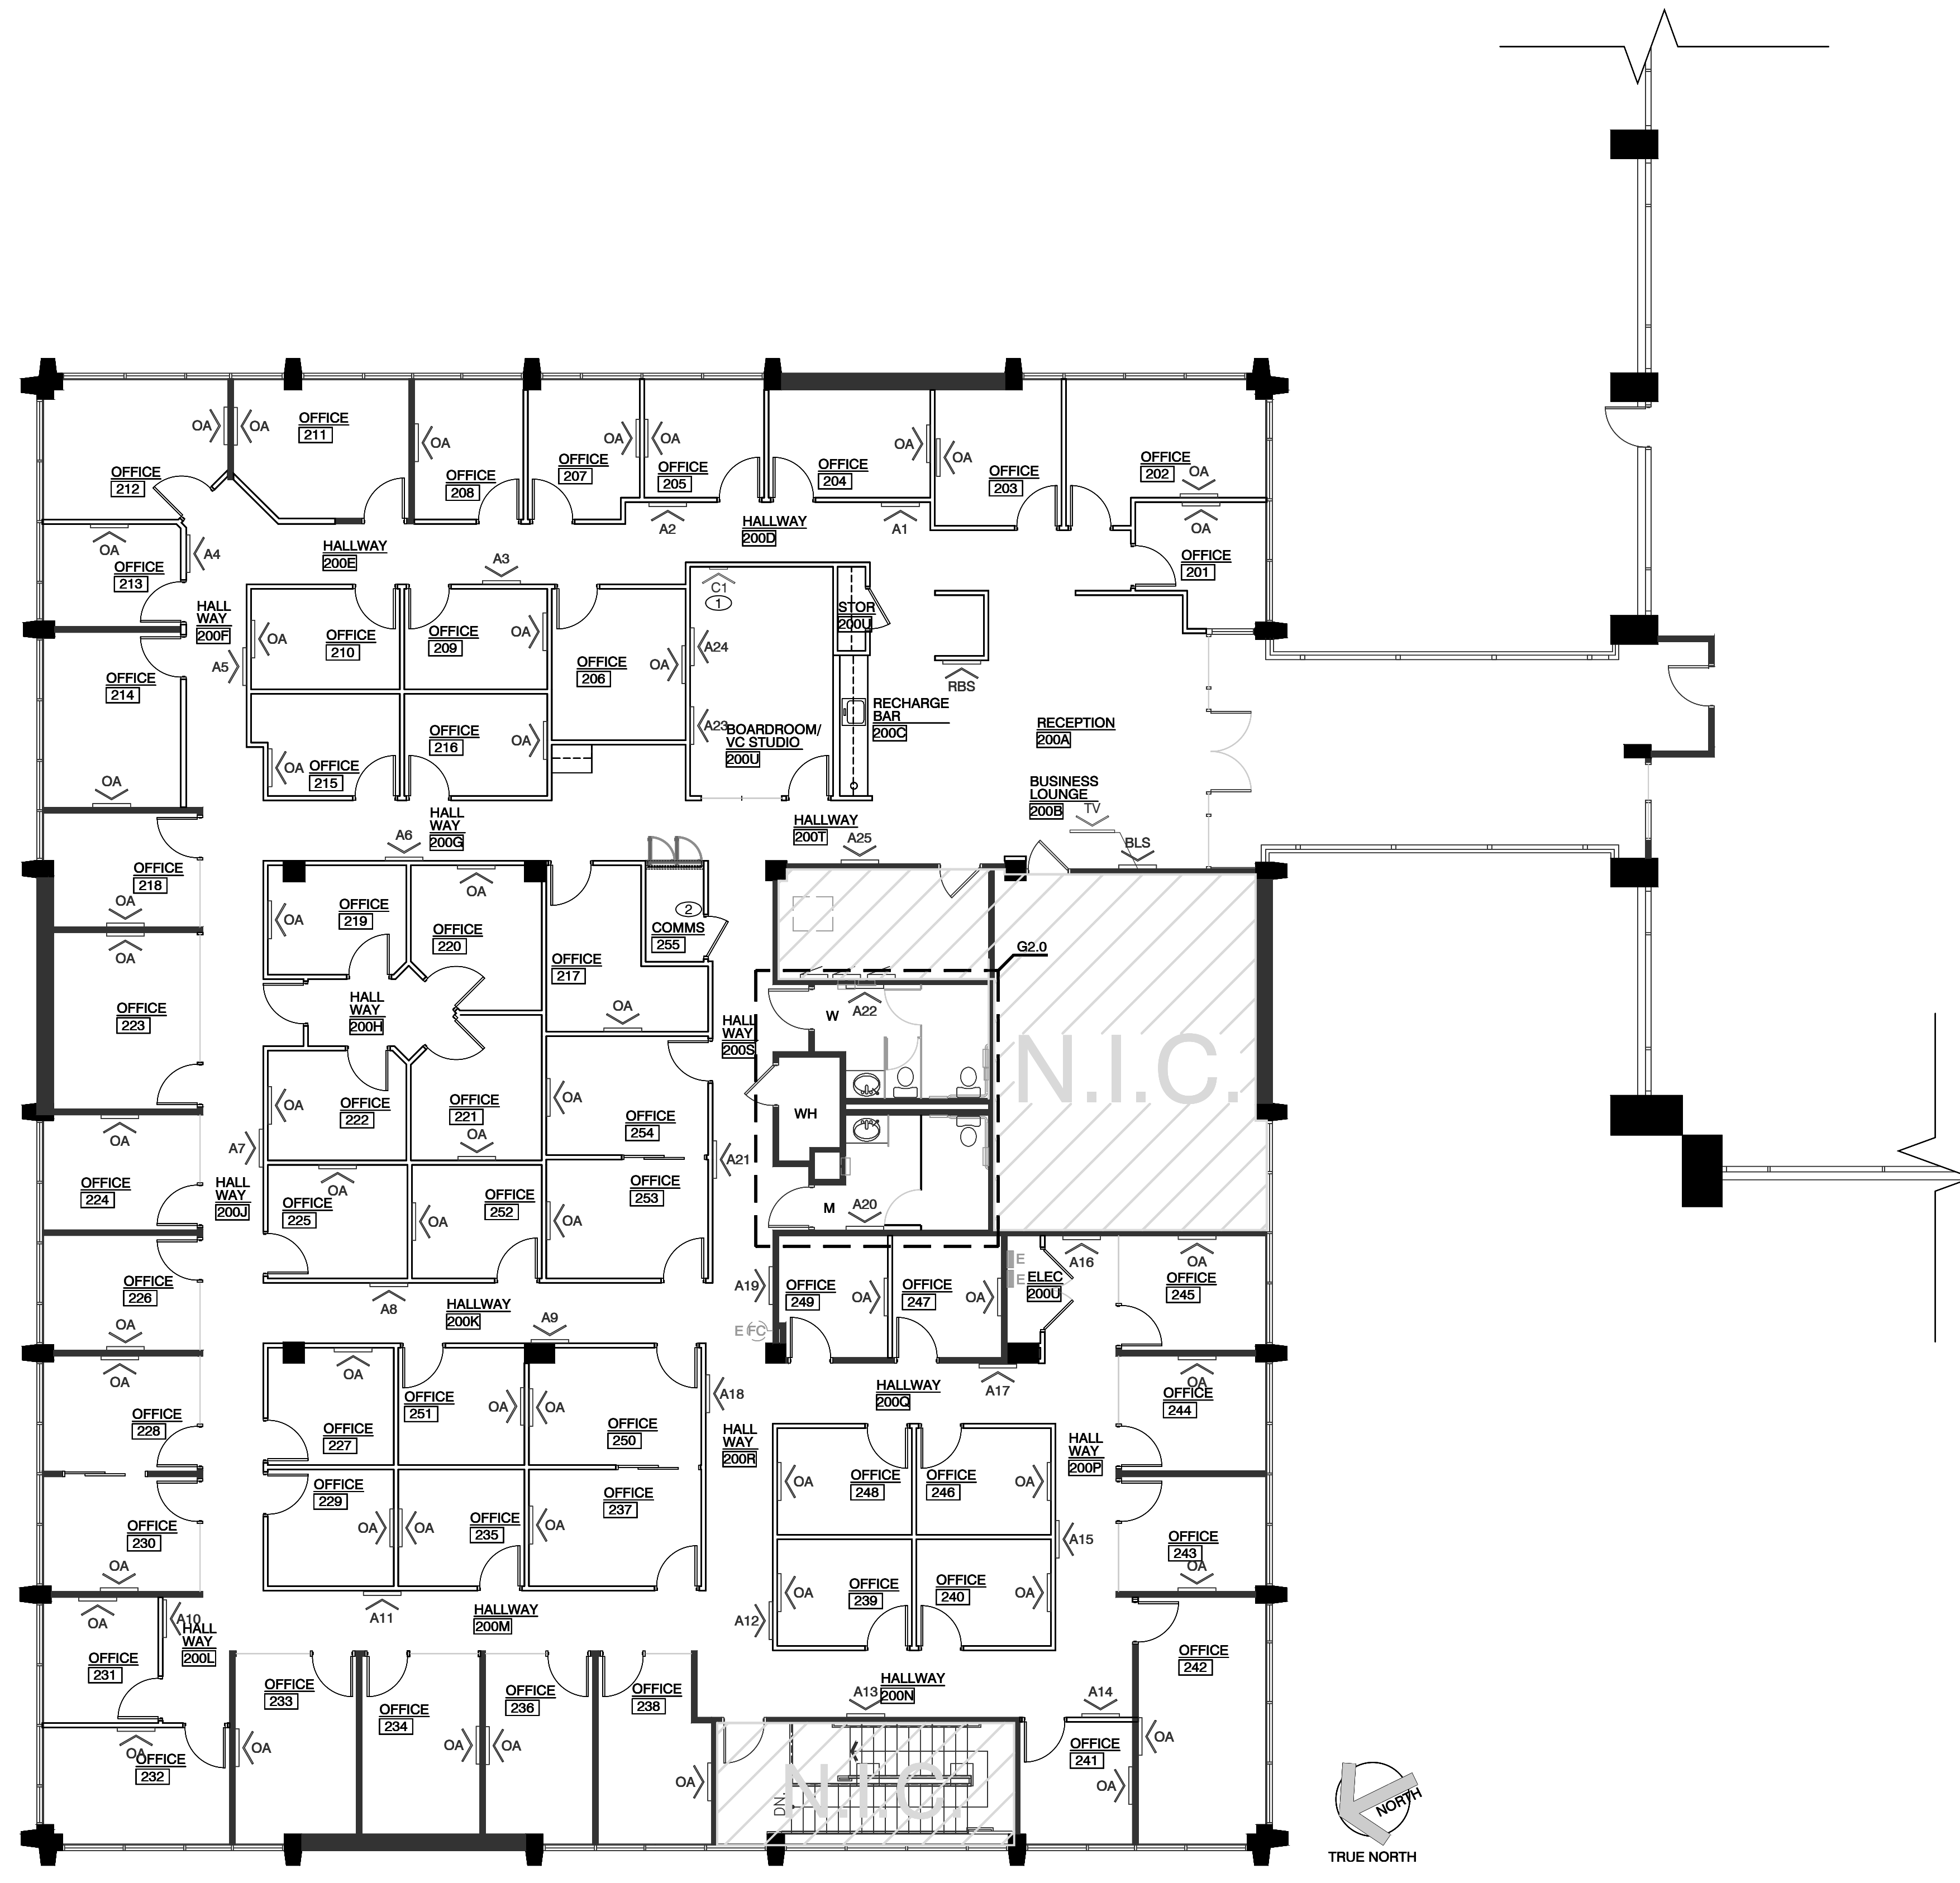 OFFICE
211
OA
OA
OFFICE
212
OA
OFFICE
208
OFFICE
207
OA
OA
OFFICE
205
OA
OFFICE
204
OA
OFFICE
203
OFFICE
202
OA
OA
OFFICE
201
A2
HALLWAY
200D
A1
OA
OFFICE
213
A4
HALLWAY
200E
A3
HALL
WAY
200F
A5
OA
OFFICE
210
OFFICE
209
OA
OFFICE
206
OA
C1
1
A24
A23
BOARDROOM/
VC STUDIO
200U
STOR
200U
RECHARGE
BAR
200C
RBS
RECEPTION
200A
BUSINESS
LOUNGE
200B
TV
BLS
OFFICE
214
OA
OA
OFFICE
215
OFFICE
216
OA
A6
HALL
WAY
200G
HALLWAY
200T
A25
OFFICE
218
OA
OA
OFFICE
223
OA
OFFICE
219
OA
OFFICE
220
OFFICE
217
OA
2
COMMS
255
G2.0
HALL
WAY
200H
HALL
WAY
200S
W
A22
WH
M
A20
N.I.C.
OA
OFFICE
222
OFFICE
221
OA
OA
OFFICE
254
A21
OA
OFFICE
224
A7
HALL
WAY
200J
OA
OFFICE
225
OA
OFFICE
252
OA
OFFICE
253
OFFICE
226
OA
A8
HALLWAY
200K
A9
A19
E FC
OFFICE
249
OA
OFFICE
247
OA
E
E
ELEC
200U
A16
OA
OFFICE
245
OA
OFFICE
228
OA
OFFICE
227
OFFICE
251
OA
OA
OFFICE
250
A18
HALLWAY
200Q
A17
OA
OFFICE
244
HALL
WAY
200R
HALL
WAY
200P
OFFICE
229
OA
OA
OFFICE
235
OA
OFFICE
237
OA
OFFICE
248
OFFICE
246
OA
A15
OFFICE
230
OA
OFFICE
243
OA
OA
OFFICE
239
OFFICE
240
OA
A12
OA
OFFICE
231
A10
HALL
WAY
200L
A11
HALLWAY
200M
OA
OFFICE
232
OFFICE
233
OA
OFFICE
234
OA
OFFICE
236
OA
OFFICE
238
OA
A13
HALLWAY
200N
A14
OFFICE
241
OA
OFFICE
242
OA
DN.
N.I.C.
NORTH
TRUE NORTH